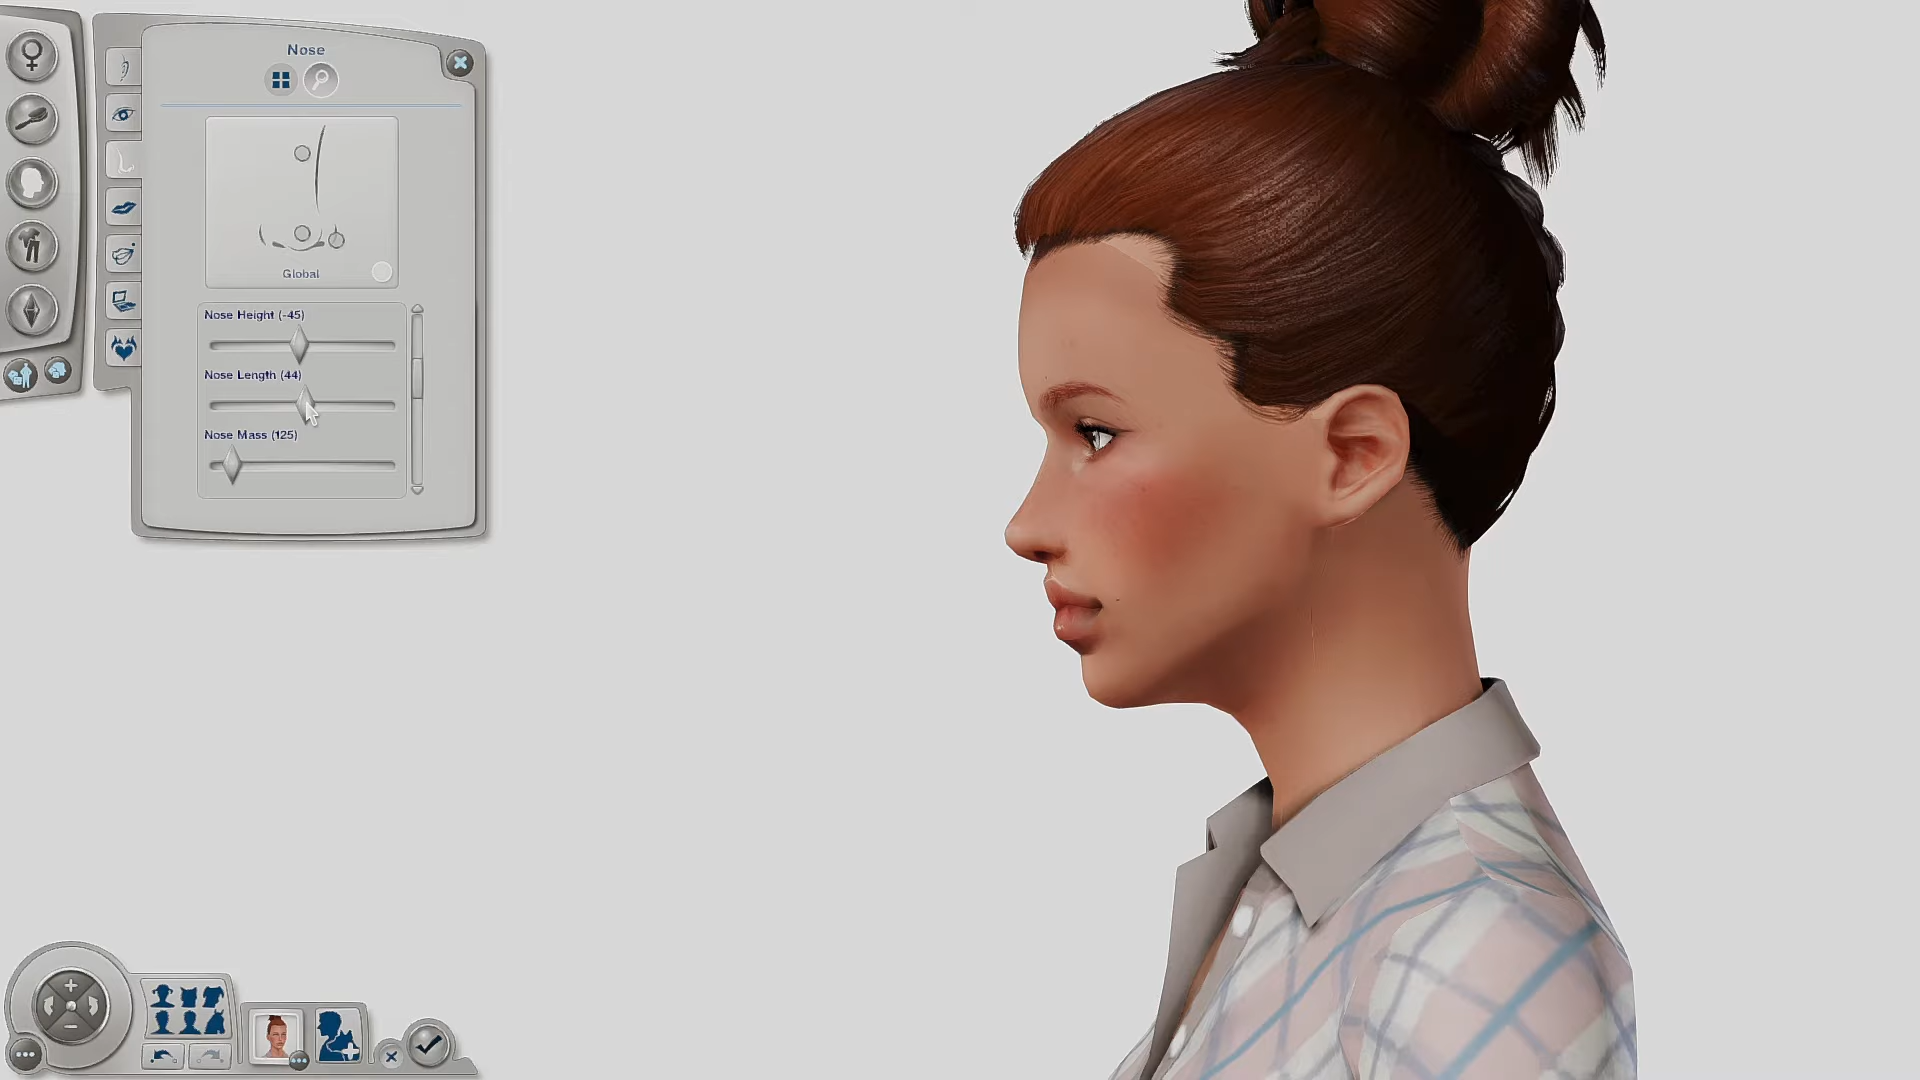 Nose
Global
Nose Height (-45)
Nose Length (44)
Nose Mass (125)